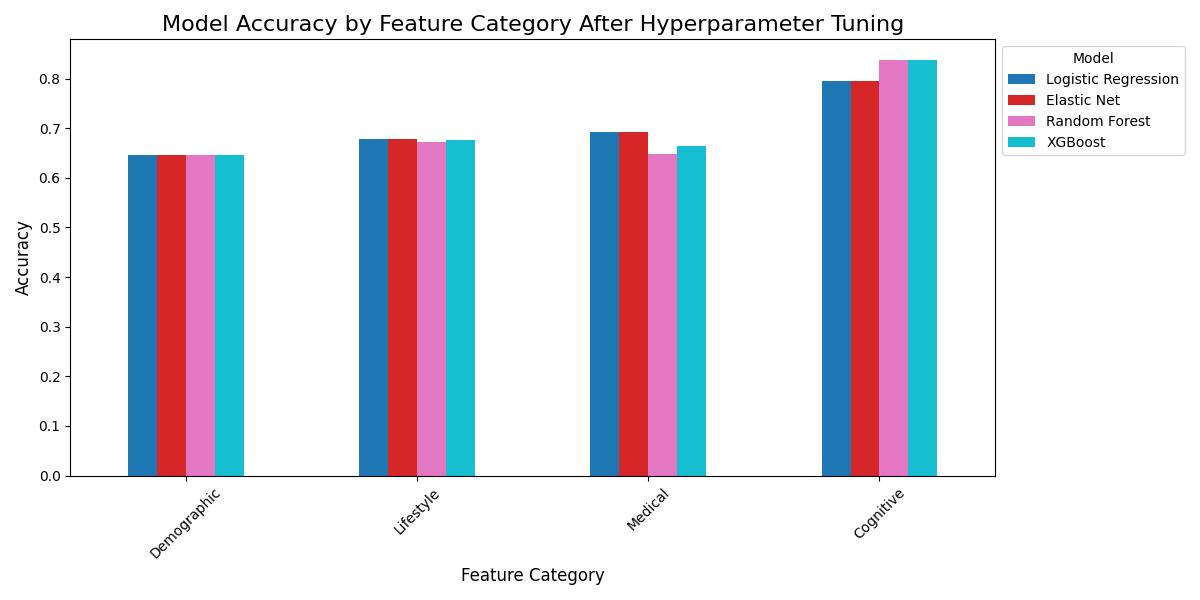 Model Accuracy by Feature Category After Hyperparameter Tuning
Model
Logistic Regression
Elastic Net
Random Forest
XGBoost
Accuracy
0.8
0.7
0.6
0.5
0.4
0.3
0.2
0.1
0.0
Demographic
Lifestyle
Medical
Cognitive
Feature Category